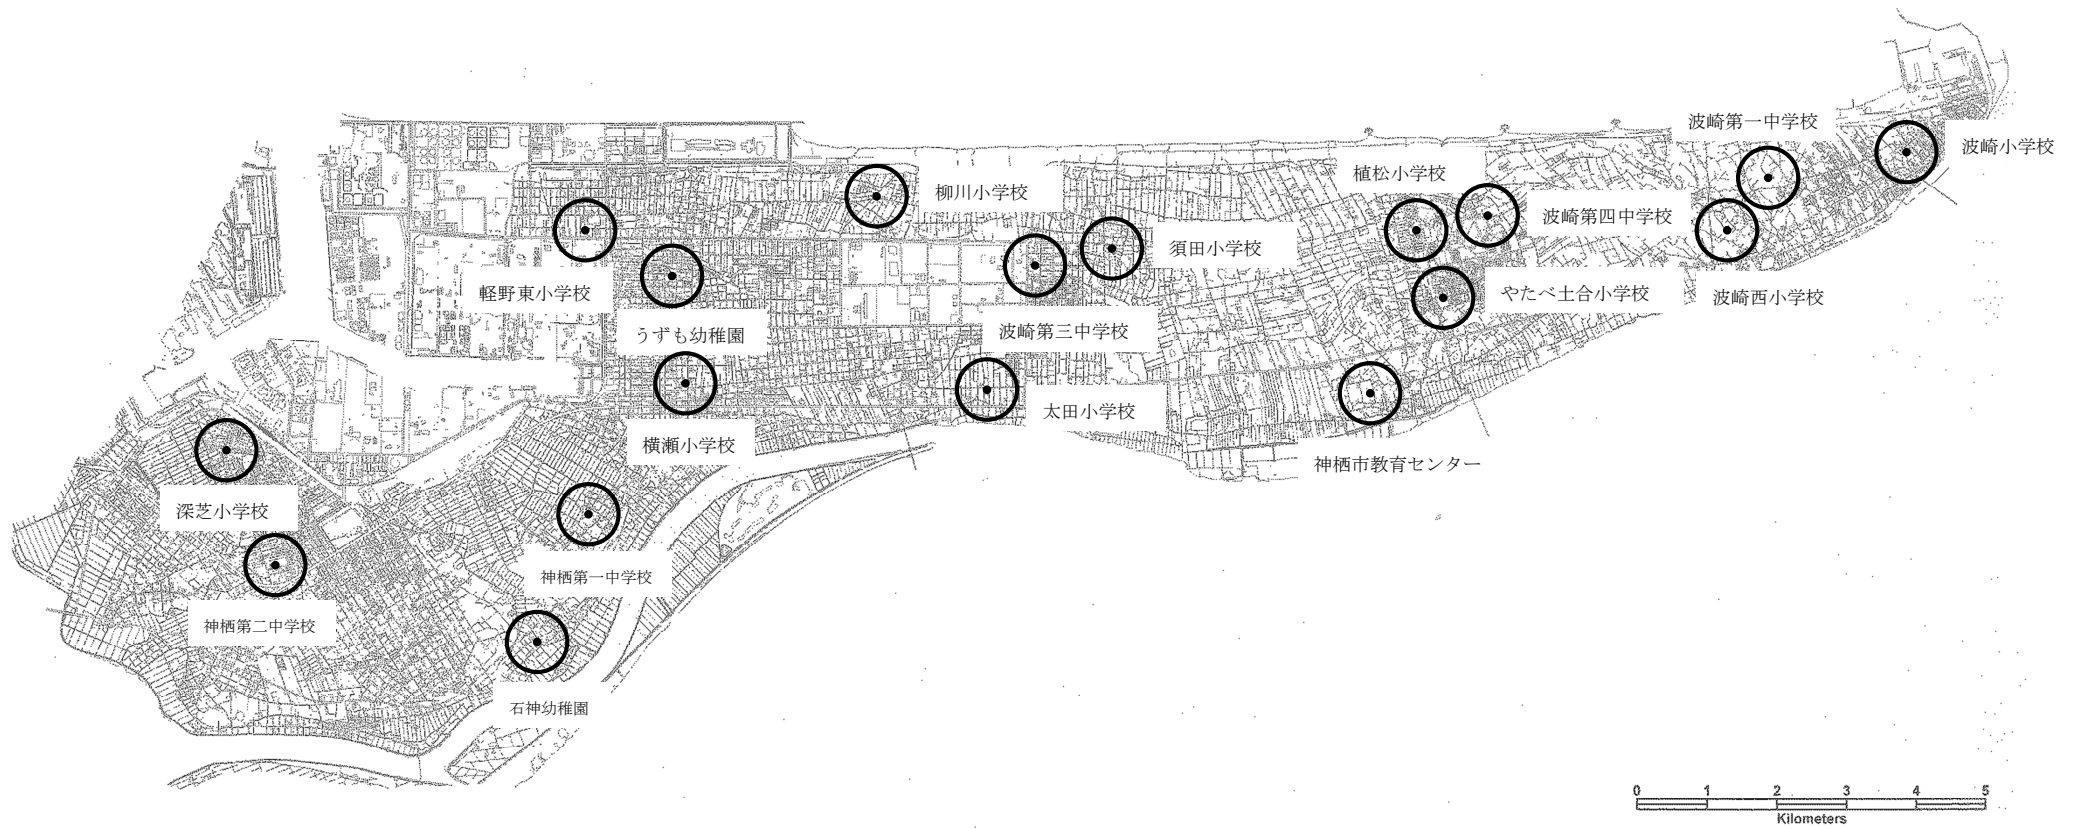 波崎第一中学校
波崎小学校
植松小学校
柳川小学校
波崎第四中学校
須田小学校
軽野東小学校
やたべ土合小学校
波崎西小学校
うずも幼稚園
波崎第三中学校
太田小学校
横瀬小学校
神栖市教育センター
深芝小学校
神栖第一中学校
神栖第二中学校
石神幼稚園
0 1 2 3 4 5
Kilometers